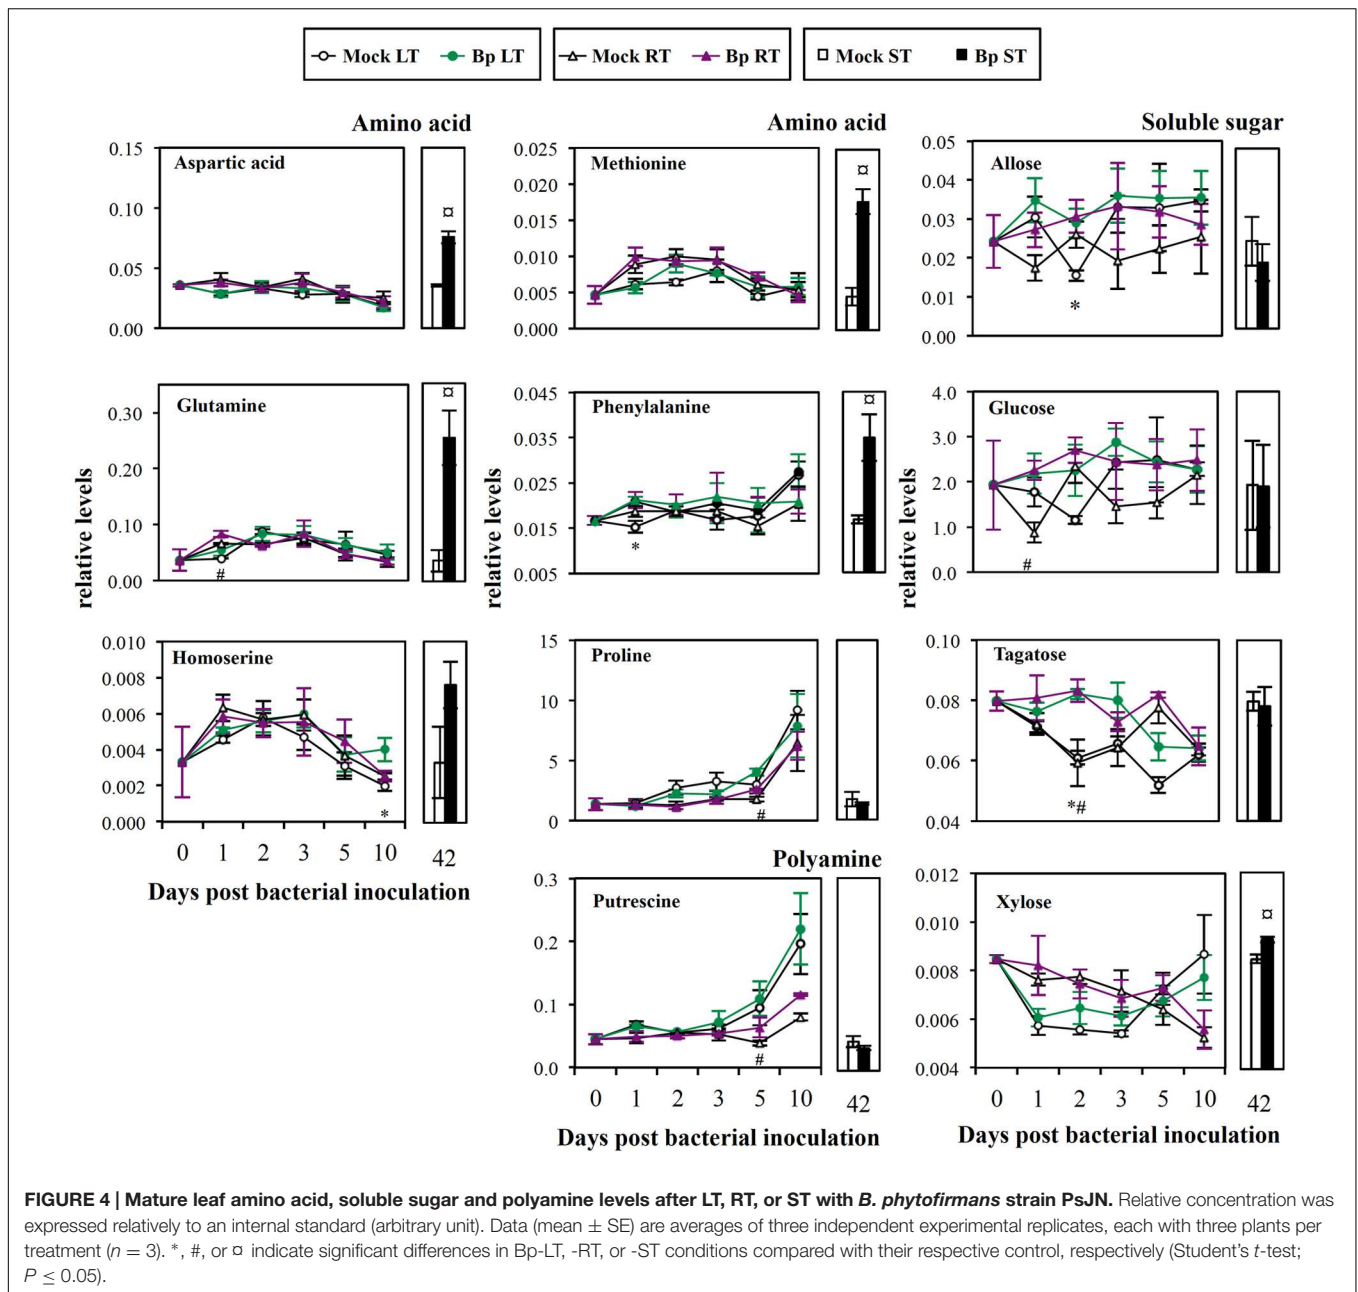 Mock LT Bp LT Mock RT Bp RT Mock ST Bp ST
Amino acid
Aspartic acid
0.15
0.10
0.05
0.00
¤
Glutamine
0.30
0.20
0.10
0.00
#
¤
relative levels
Homoserine
0.010
0.008
0.006
0.004
0.002
0.000
*
0 1 2 3 5 10 42
Days post bacterial inoculation
Amino acid
Methionine
0.025
0.020
0.015
0.010
0.005
0.000
¤
Phenylalanine
0.045
0.035
0.025
0.015
0.005
*
¤
relative levels
Proline
15
10
5
0
#
Polyamine
Putrescine
0.3
0.2
0.1
0.0
#
0 1 2 3 5 10 42
Days post bacterial inoculation
Soluble sugar
Allose
0.05
0.04
0.03
0.02
0.01
0.00
*
Glucose
4.0
3.0
2.0
1.0
0.0
#
relative levels
Tagatose
0.10
0.08
0.06
0.04
*#
Xylose
0.012
0.010
0.008
0.006
0.004
¤
0 1 2 3 5 10 42
Days post bacterial inoculation
FIGURE 4 | Mature leaf amino acid, soluble sugar and polyamine levels after LT, RT, or ST with B. phytofirmans strain PsJN. Relative concentration was
expressed relatively to an internal standard (arbitrary unit). Data (mean ± SE) are averages of three independent experimental replicates, each with three plants per
treatment (n = 3). *, #, or ¤ indicate significant differences in Bp-LT, -RT, or -ST conditions compared with their respective control, respectively (Student's t-test;
P ≤ 0.05).